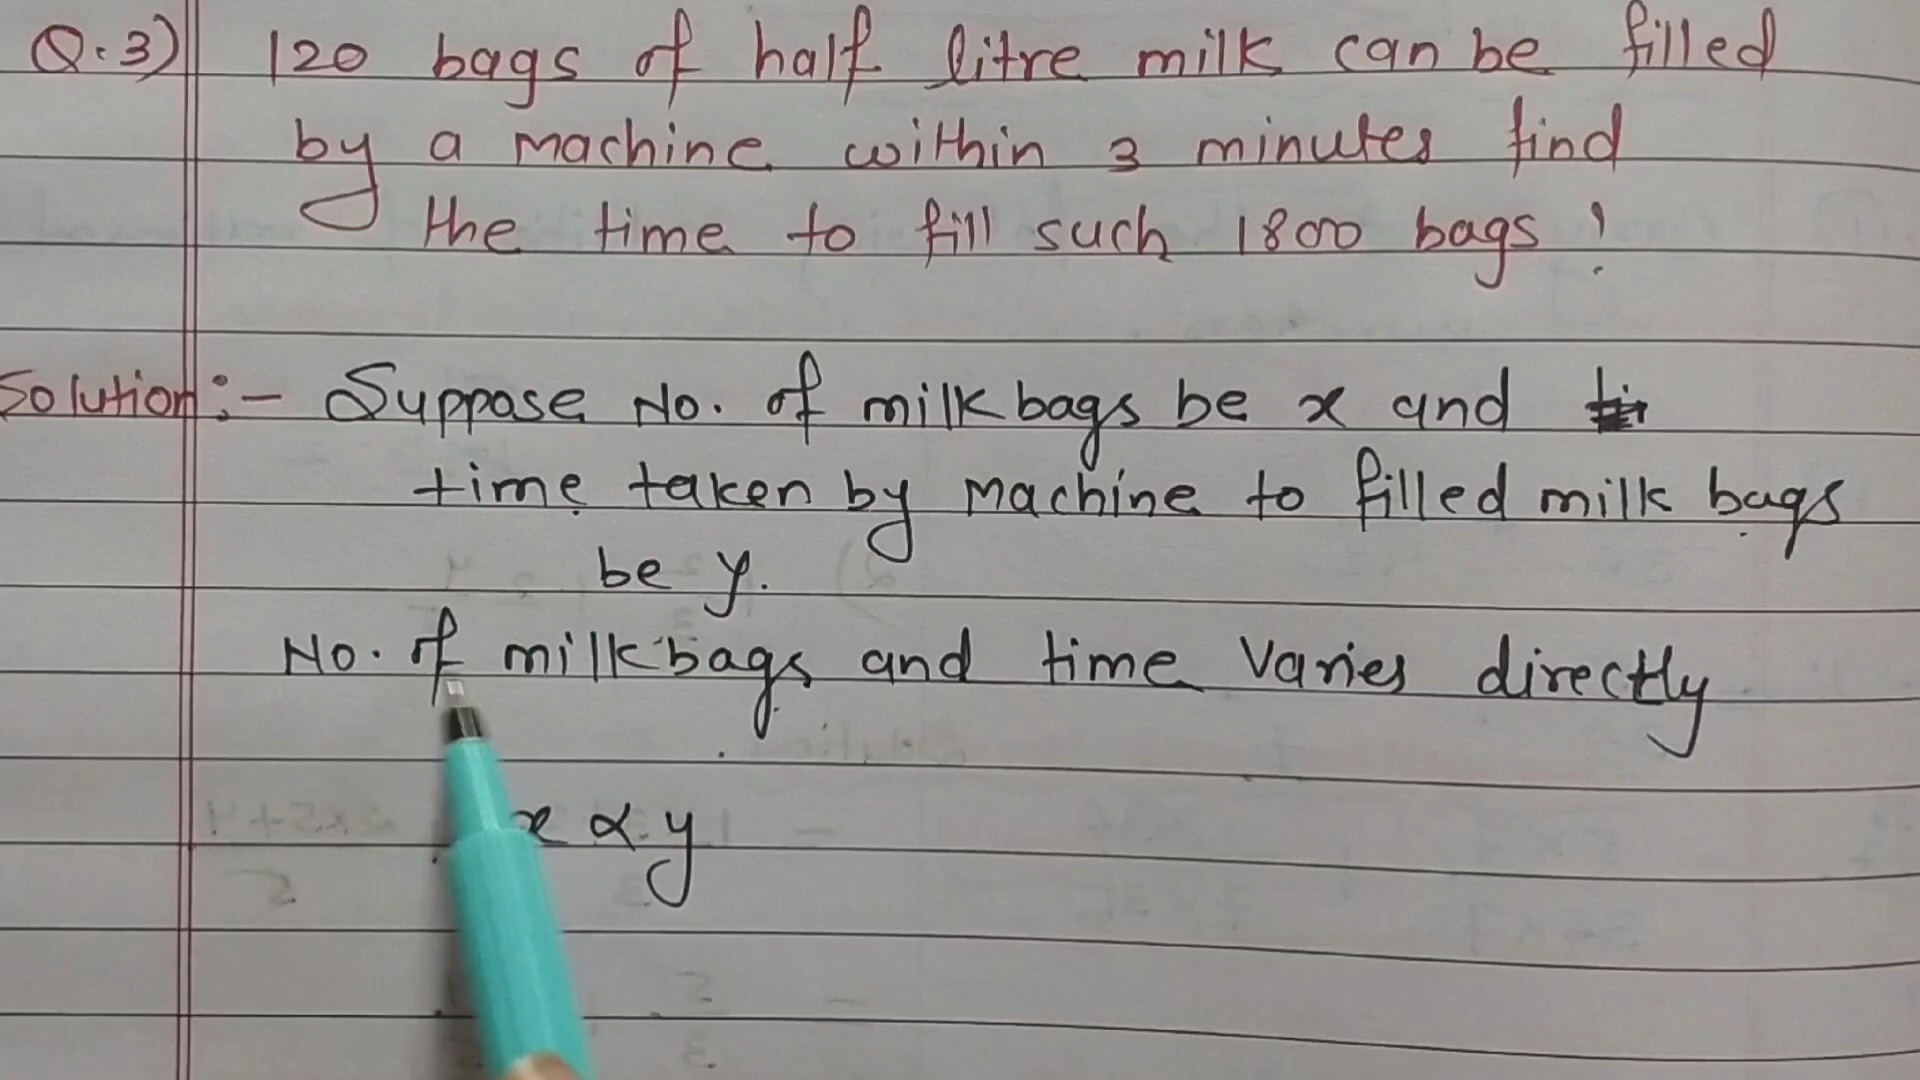 Q.3) 120 bags of half litre milk can be filled
by a machine within 3 minutes find
the time to fill such 1800 bags ?
Solution:- Suppose No. of milk bags be x and
time taken by machine to filled milk bags
be y.
No. of milk bags and time varies directly
x α y